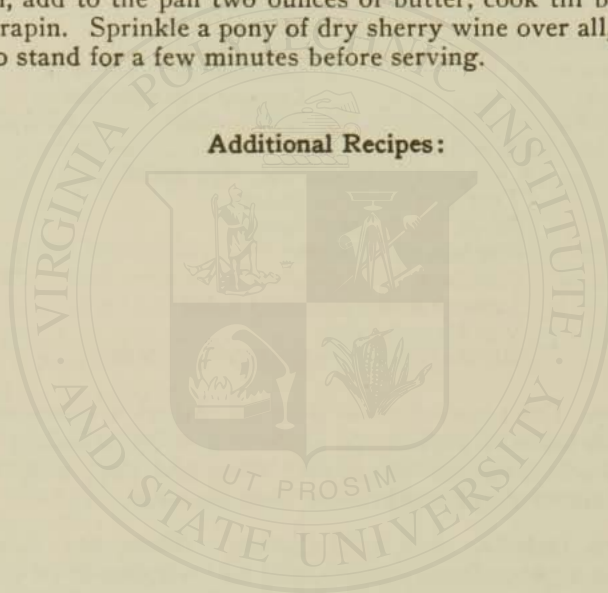 add to the pan two ounces of butter, cook till
Sprinkle a pony of dry sherry wine over all,
stand for a few minutes before serving.
Additional Recipes:
VIRGINIA POLYTECHNIC INSTITUTE
AND STATE UNIVERSITY
UT PROSIM